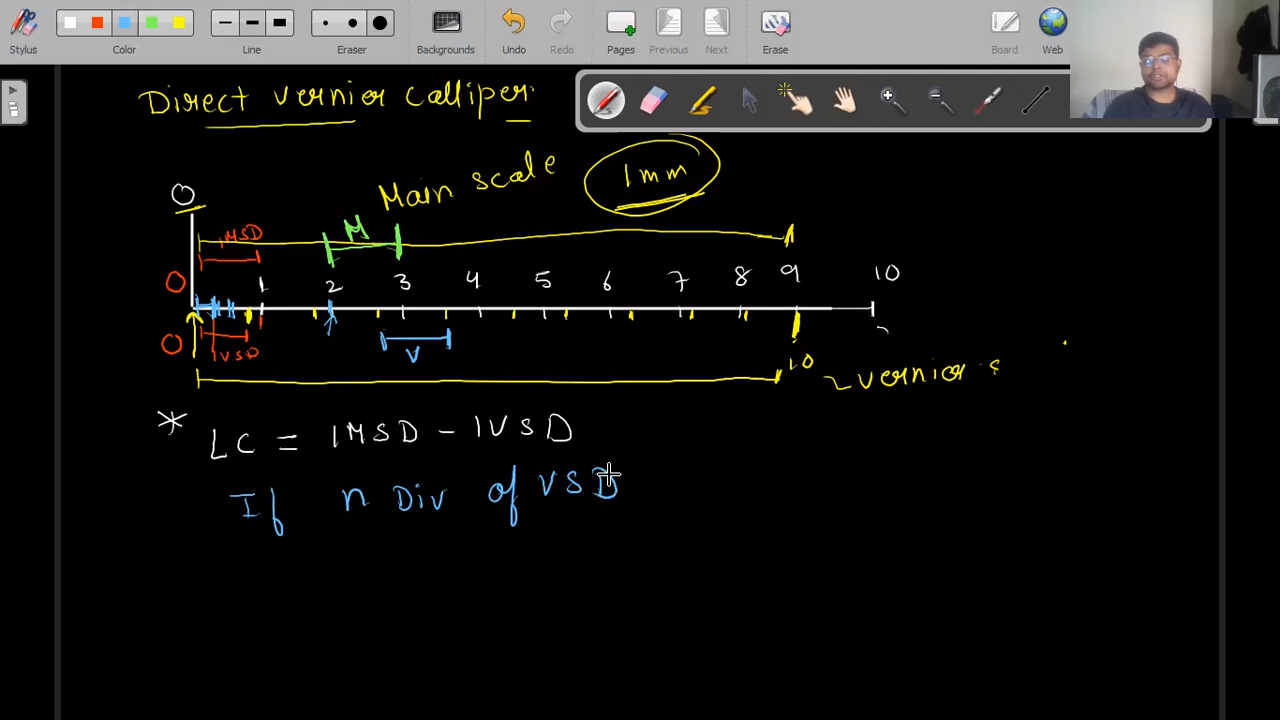 Stylus
Color
Line
Eraser
Backgrounds
Undo
Redo
Pages
Previous
Next
Erase
Board
Web
Direct vernier calliper
Main scale
1mm
0
1MSD
M
0 1 2 3 4 5 6 7 8 9 10
0
1VSD
V
10
vernier s
* LC = 1MSD - 1VSD
If n Div of VSD